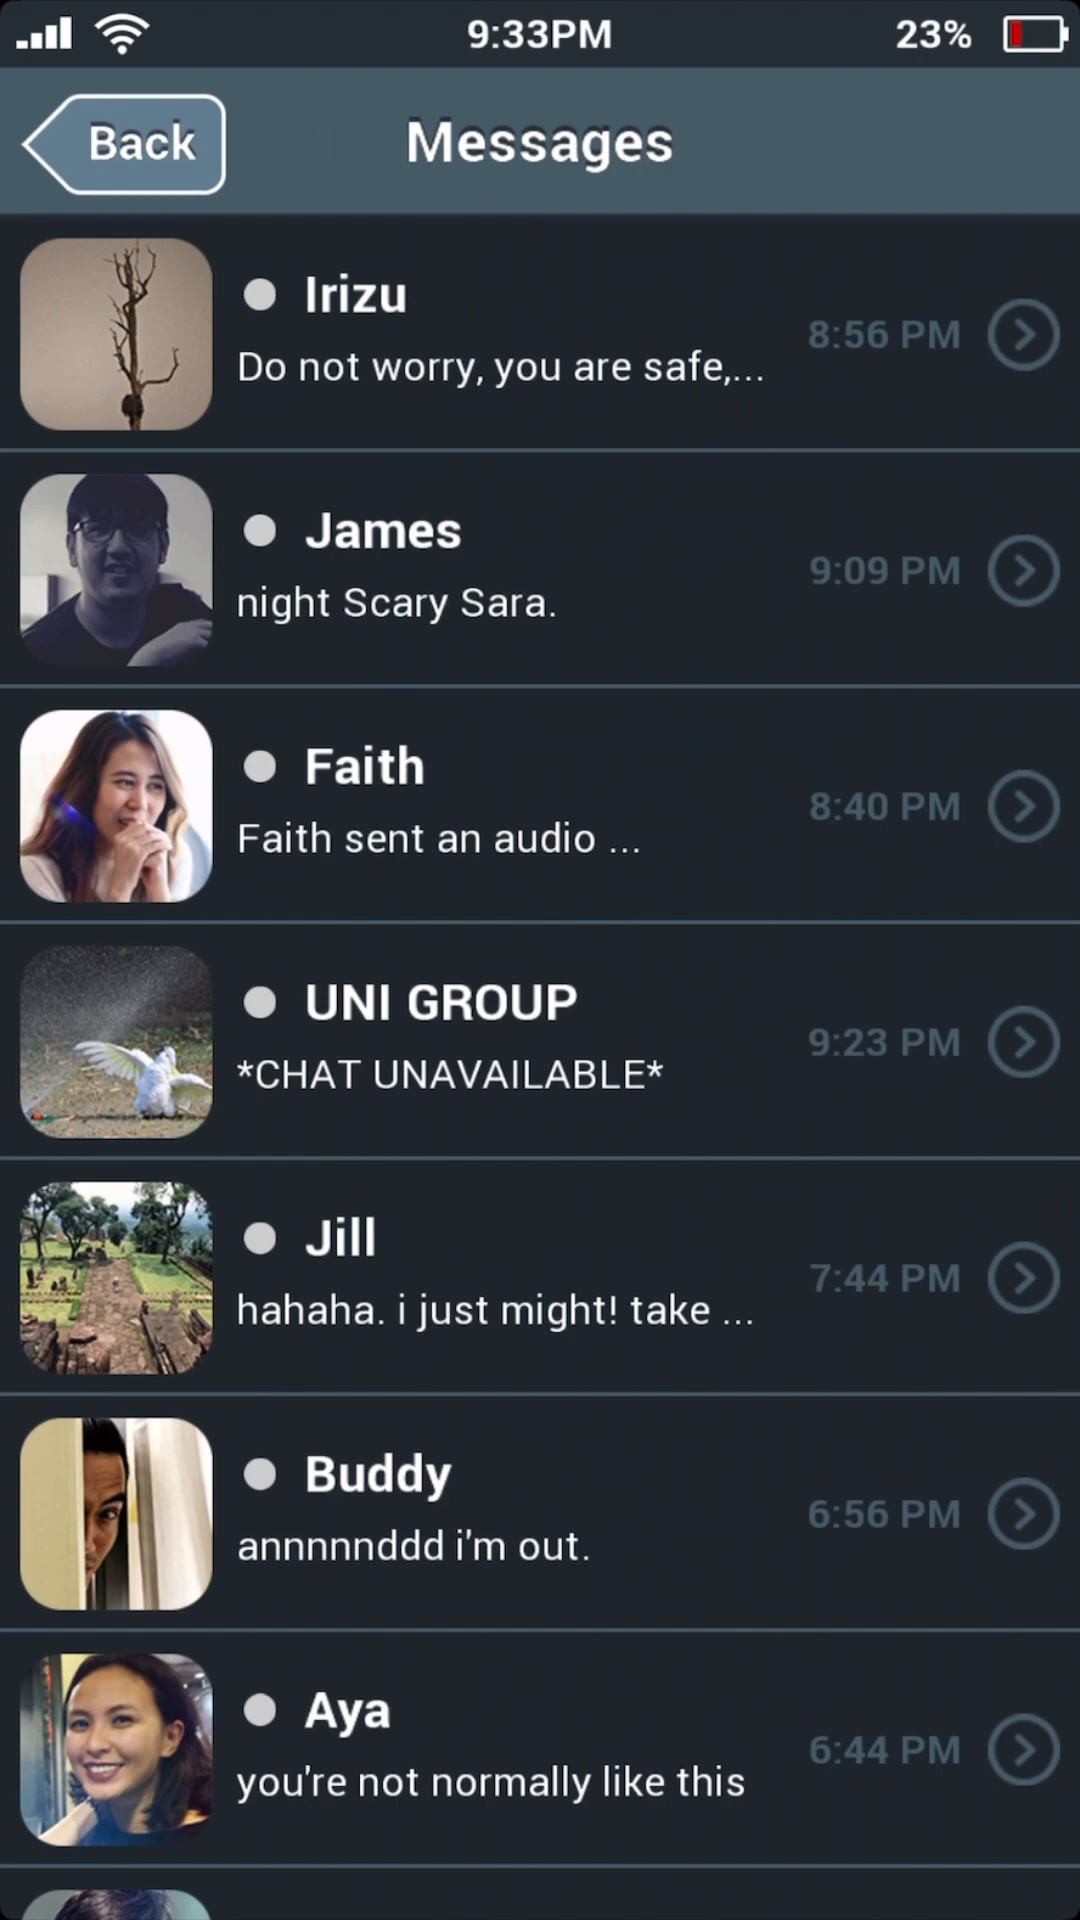 9:33PM 23%
Back Messages
Irizu
8:56 PM
Do not worry, you are safe,...
James
9:09 PM
night Scary Sara.
Faith
8:40 PM
Faith sent an audio ...
UNI GROUP
9:23 PM
*CHAT UNAVAILABLE*
Jill
7:44 PM
hahaha. i just might! take ...
Buddy
6:56 PM
annnnnddd i'm out.
Aya
6:44 PM
you're not normally like this